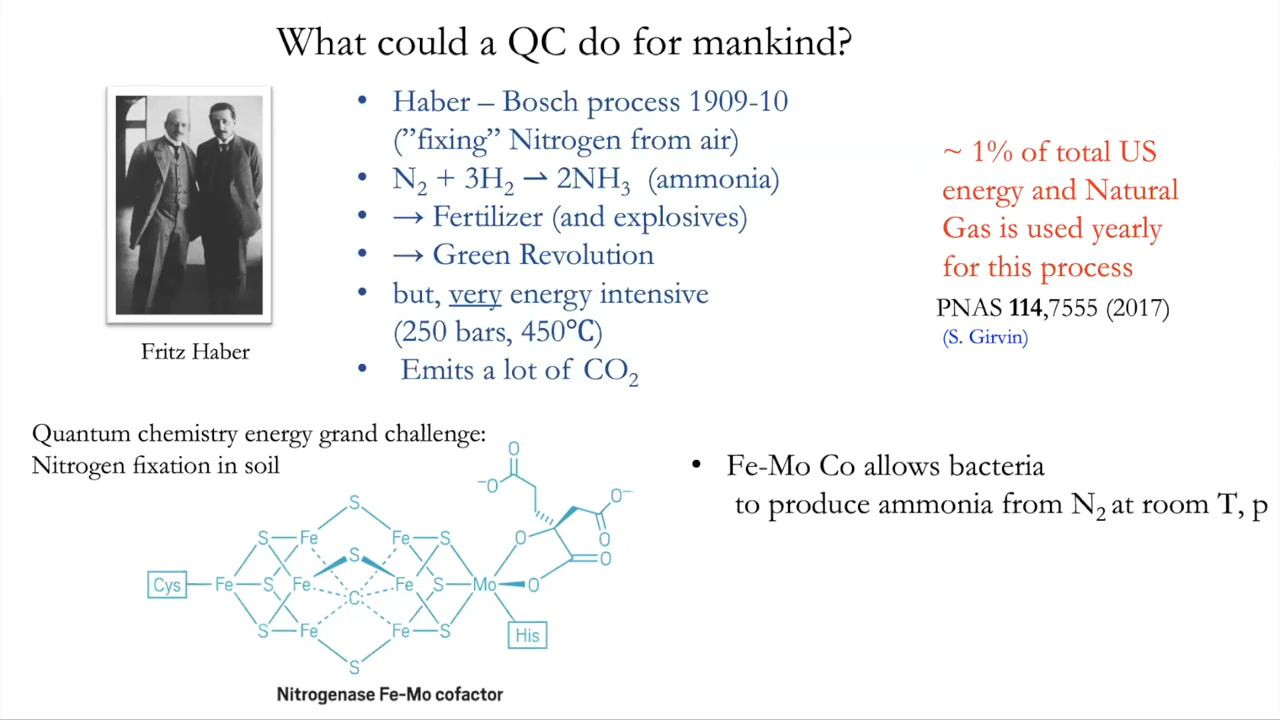 What could a QC do for mankind?
• Haber – Bosch process 1909-10
(”fixing” Nitrogen from air)
• N₂ + 3H₂ ⇀ 2NH₃ (ammonia)
• → Fertilizer (and explosives)
• → Green Revolution
• but, very energy intensive
(250 bars, 450℃)
• Emits a lot of CO₂
Fritz Haber
~ 1% of total US
energy and Natural
Gas is used yearly
for this process
PNAS 114,7555 (2017)
(S. Girvin)
Quantum chemistry energy grand challenge:
Nitrogen fixation in soil
• Fe-Mo Co allows bacteria
to produce ammonia from N₂ at room T, p
O
⁻O O⁻
S
S Fe Fe S O O
S O
Cys Fe S Fe C Fe S Mo O
S Fe Fe S His
S
Nitrogenase Fe-Mo cofactor